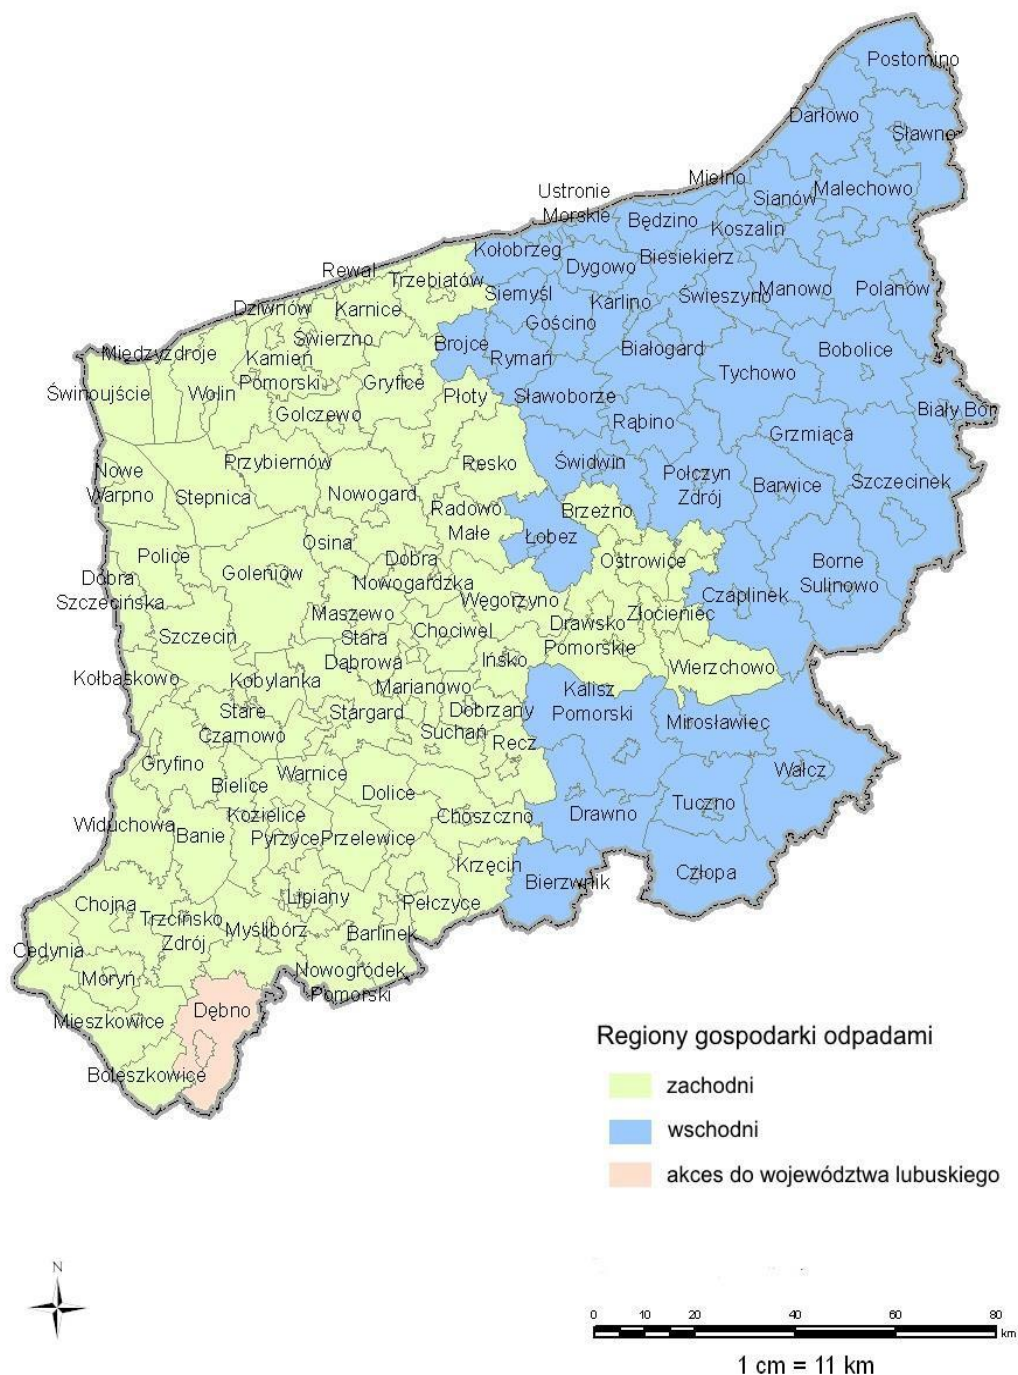 Postomino
Darłowo
Sławno
Mielno
Ustronie
Morskie
Sianów
Malechowo
Będzino
Koszalin
Kołobrzeg
Dygowo
Biesiekierz
Rewal
Trzebiatów
Siemyśl
Karlino
Świeszyno
Manowo
Polanów
Dziwnów
Karnice
Gościno
Świerzno
Brojce
Rymań
Białogard
Bobolice
Międzyzdroje
Kamień
Pomorski
Gryfice
Tychowo
Świnoujście
Wolin
Płoty
Sławoborze
Golczewo
Rąbino
Biały Bór
Grzmiąca
Przybiernów
Resko
Świdwin
Połczyn
Zdrój
Barwice
Szczecinek
Nowe
Warpno
Stepnica
Nowogard
Radowo
Małe
Brzeżno
Łobez
Osina
Police
Dobra
Nowogardzka
Ostrowice
Borne
Sulinowo
Goleniów
Dobra
Szczecińska
Węgorzyno
Czaplinek
Maszewo
Złocieniec
Szczecin
Stara
Dąbrowa
Chociwel
Drawsko
Pomorskie
Ińsko
Wierzchowo
Kołbaskowo
Kobylanka
Marianowo
Kalisz
Pomorski
Stare
Czarnowo
Stargard
Dobrzany
Suchań
Mirosławiec
Recz
Gryfino
Warnice
Wałcz
Bielice
Dolice
Tuczno
Widuchowa
Banie
Kozielice
Pyrzyce
Przelewice
Choszczno
Drawno
Krzęcin
Bierzwnik
Człopa
Chojna
Trzcińsko
Zdrój
Lipiany
Pełczyce
Myślibórz
Barlinek
Cedynia
Moryń
Nowogródek
Pomorski
Mieszkowice
Dębno
Boleszkowice
Regiony gospodarki odpadami
zachodni
wschodni
akces do województwa lubuskiego
N
0 10 20 40 60 80
km
1 cm = 11 km